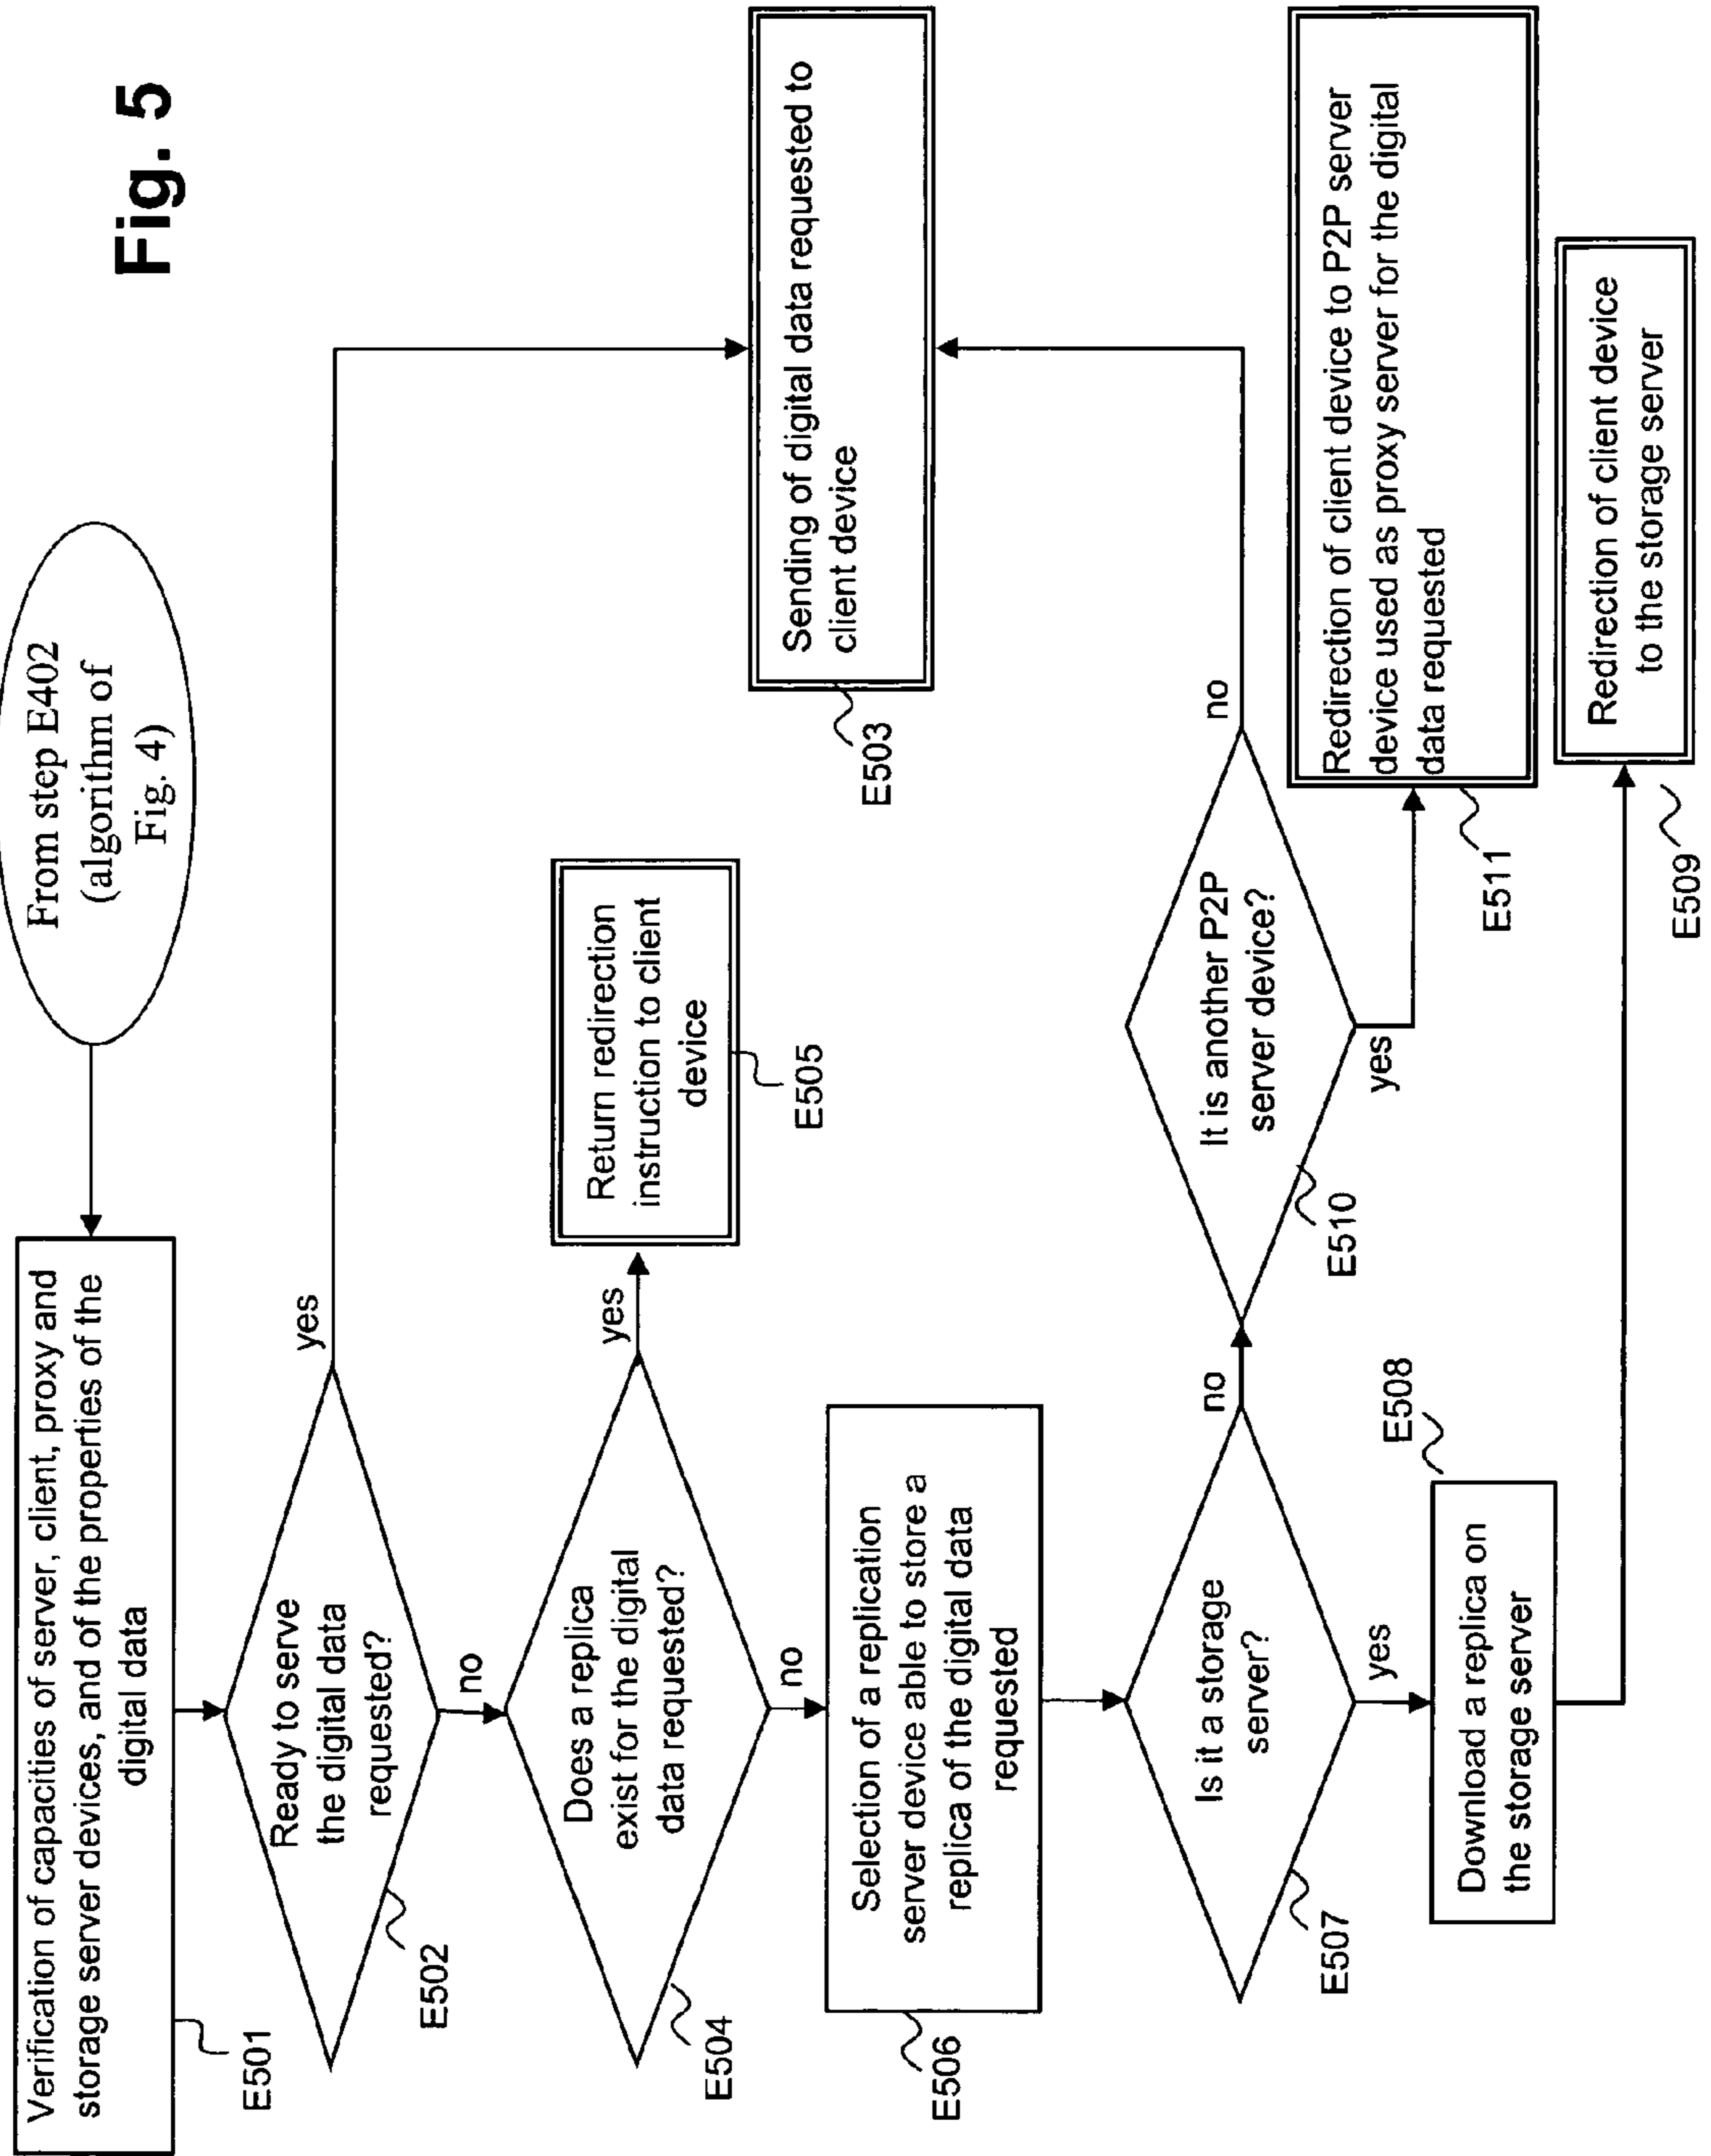 Fig. 5
From step E402
(algorithm of
Fig. 4)
Verification of capacities of server, client, proxy and
storage server devices, and of the properties of the
digital data
E501
Ready to serve
the digital data
requested?
E502
yes
no
Sending of digital data requested to
client device
E503
Does a replica
exist for the digital
data requested?
E504
yes
no
Return redirection
instruction to client
device
E505
Selection of a replication
server device able to store a
replica of the digital data
requested
E506
Is it a storage
server?
E507
no
yes
It is another P2P
server device?
E510
no
yes
Redirection of client device to P2P server
device used as proxy server for the digital
data requested
E511
Download a replica on
the storage server
E508
Redirection of client device
to the storage server
E509